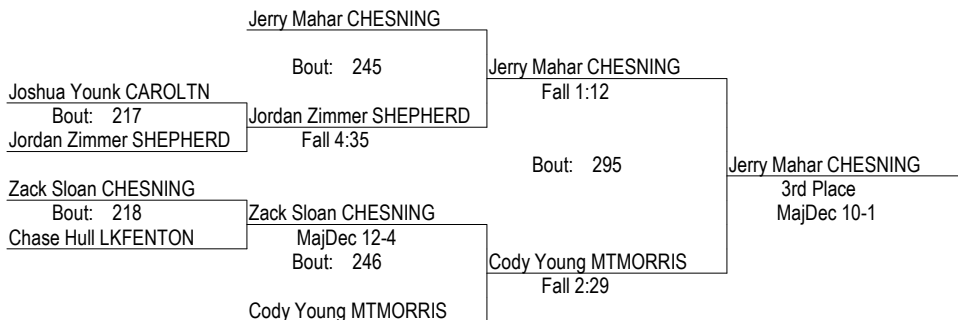 Jerry Mahar CHESNING
Bout: 245
Jerry Mahar CHESNING
Fall 1:12
Joshua Younk CAROLTN
Bout: 217
Jordan Zimmer SHEPHERD
Jordan Zimmer SHEPHERD
Fall 4:35
Bout: 295
Jerry Mahar CHESNING
3rd Place
MajDec 10-1
Zack Sloan CHESNING
Bout: 218
Chase Hull LKFENTON
Zack Sloan CHESNING
MajDec 12-4
Bout: 246
Cody Young MTMORRIS
Fall 2:29
Cody Young MTMORRIS